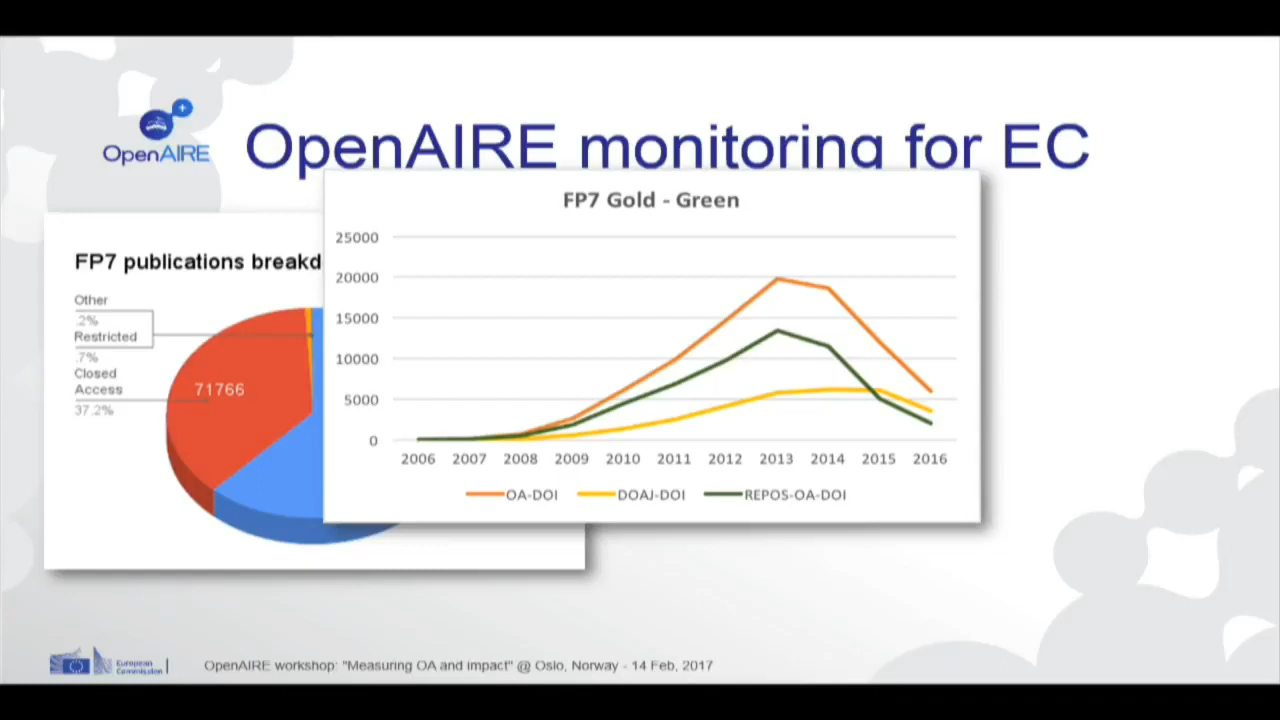 OpenAIRE
OpenAIRE monitoring for EC
FP7 publications breakd
Other
.2%
Restricted
.7%
Closed
Access
37.2%
71766
FP7 Gold - Green
25000
20000
15000
10000
5000
0
2006 2007 2008 2009 2010 2011 2012 2013 2014 2015 2016
OA-DOI DOAJ-DOI REPOS-OA-DOI
European
Commission
OpenAIRE workshop: "Measuring OA and impact" @ Oslo, Norway - 14 Feb, 2017